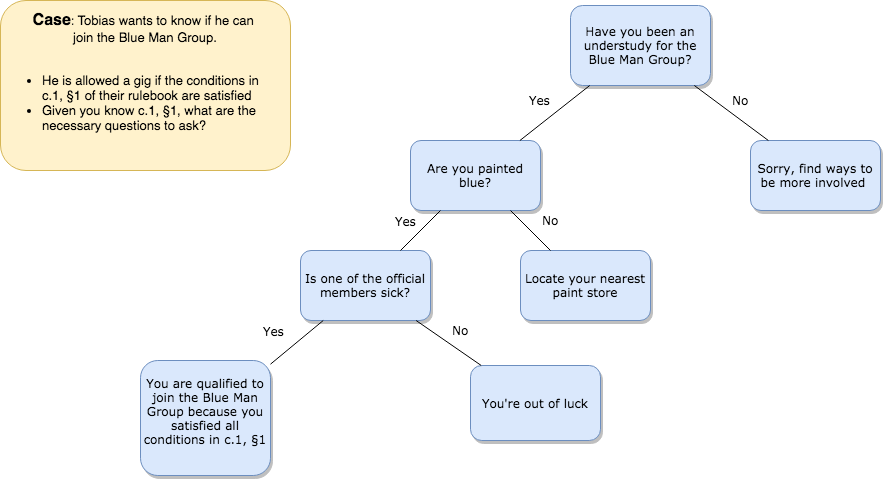 Case: Tobias wants to know if he can
join the Blue Man Group.
• He is allowed a gig if the conditions in
c.1, §1 of their rulebook are satisfied
• Given you know c.1, §1, what are the
necessary questions to ask?
Have you been an
understudy for the
Blue Man Group?
Yes
No
Are you painted
blue?
Sorry, find ways to
be more involved
Yes
No
Is one of the official
members sick?
Locate your nearest
paint store
Yes
No
You are qualified to
join the Blue Man
Group because you
satisfied all
conditions in c.1, §1
You're out of luck